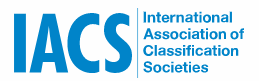 IACS
International
Association of
Classification
Societies